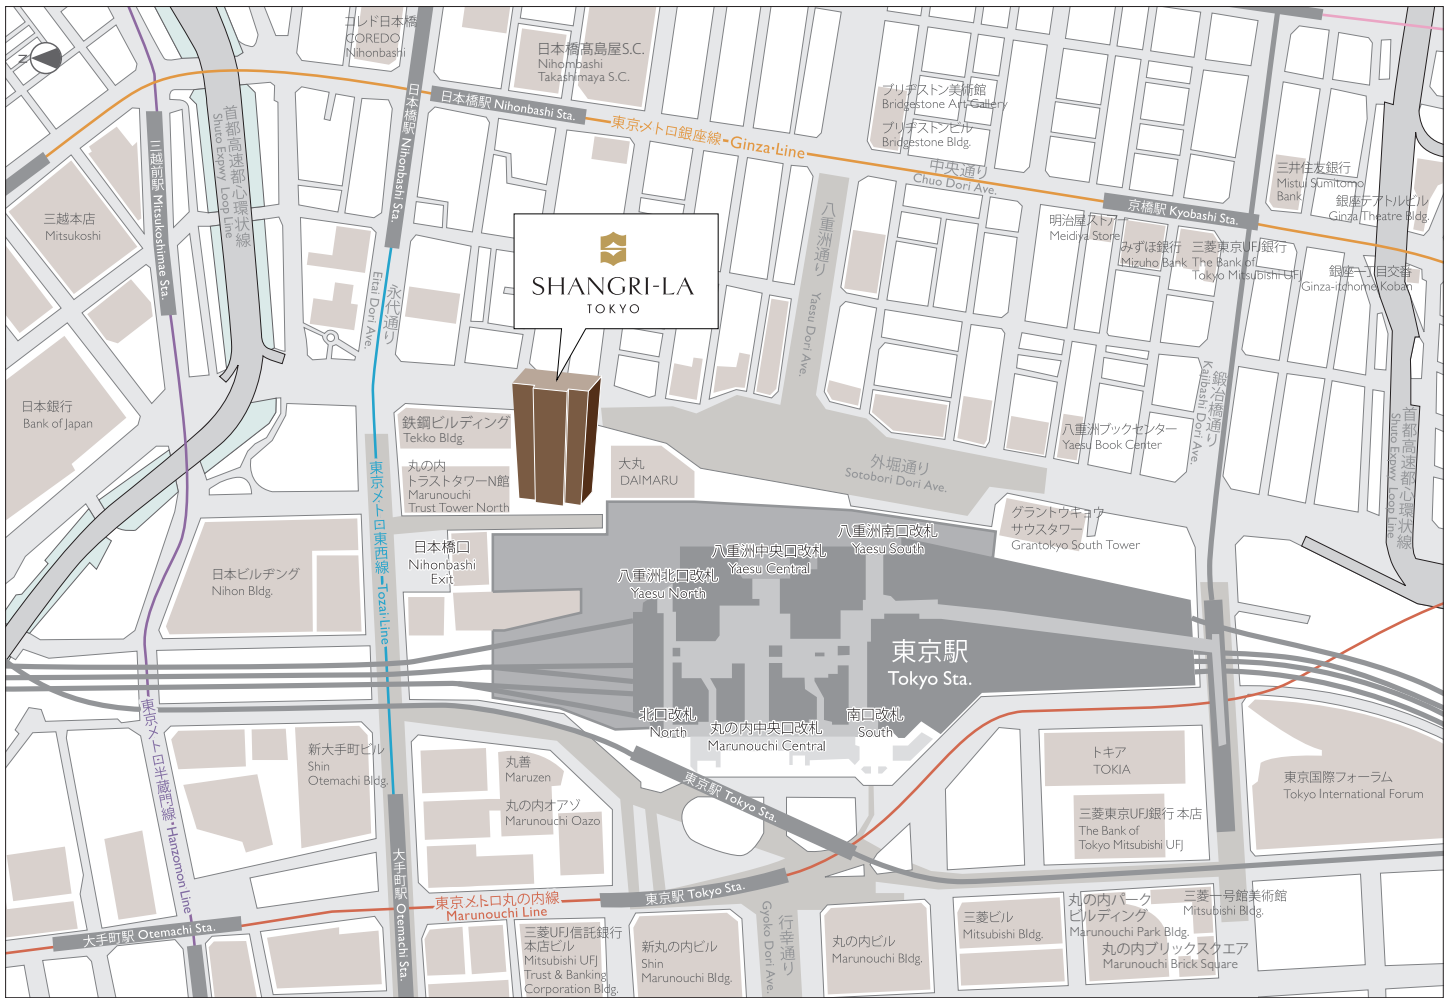 コレド日本橋
COREDO
Nihonbashi
日本橋髙島屋S.C.
Nihombashi
Takashimaya S.C.
N
日本橋駅 Nihonbashi Sta.
日本橋駅 Nihonbashi Sta.
東京メトロ銀座線 Ginza Line
ブリヂストン美術館
Bridgestone Art Gallery
ブリヂストンビル
Bridgestone Bldg.
中央通り
Chuo Dori Ave.
首都高速都心環状線
Shuto Expwy Loop Line
三越前駅 Mitsukoshimae Sta.
三越本店
Mitsukoshi
三井住友銀行
Mistui Sumitomo
Bank
銀座テアトルビル
Ginza Theatre Bldg.
京橋駅 Kyobashi Sta.
明治屋ストア
Meidiya Store
みずほ銀行
Mizuho Bank
三菱東京UFJ銀行
The Bank of
Tokyo Mitsubishi UFJ
銀座一丁目交番
Ginza-itchome Koban
SHANGRI-LA
TOKYO
八重洲通り
Yaesu Dori Ave.
永代通り
Eitai Dori Ave.
鍛冶橋通り
Kajibashi Dori Ave.
日本銀行
Bank of Japan
鉄鋼ビルディング
Tekko Bldg.
丸の内
トラストタワーN館
Marunouchi
Trust Tower North
大丸
DAIMARU
外堀通り
Sotobori Dori Ave.
八重洲ブックセンター
Yaesu Book Center
首都高速都心環状線
Shuto Expwy Loop Line
グラントウキョウ
サウスタワー
Grantokyo South Tower
東京メトロ東西線 Tozai Line
日本橋口
Nihonbashi
Exit
八重洲南口改札
Yaesu South
八重洲中央口改札
Yaesu Central
八重洲北口改札
Yaesu North
日本ビルヂング
Nihon Bldg.
東京駅
Tokyo Sta.
北口改札
North
丸の内中央口改札
Marunouchi Central
南口改札
South
東京メトロ半蔵門線 Hanzomon Line
新大手町ビル
Shin
Otemachi Bldg.
丸善
Maruzen
丸の内オアゾ
Marunouchi Oazo
東京駅 Tokyo Sta.
トキア
TOKIA
三菱東京UFJ銀行 本店
The Bank of
Tokyo Mitsubishi UFJ
東京国際フォーラム
Tokyo International Forum
大手町駅 Otemachi Sta.
大手町駅 Otemachi Sta.
東京メトロ丸の内線
Marunouchi Line
東京駅 Tokyo Sta.
三菱UFJ信託銀行
本店ビル
Mitsubishi UFJ
Trust & Banking
Corporation Bldg.
新丸の内ビル
Shin
Marunouchi Bldg.
行幸通り
Gyoko Dori Ave.
丸の内ビル
Marunouchi Bldg.
三菱ビル
Mitsubishi Bldg.
丸の内パーク
ビルディング
Marunouchi Park Bldg.
三菱一号館美術館
Mitsubishi Bldg.
丸の内ブリックスクエア
Marunouchi Brick Square